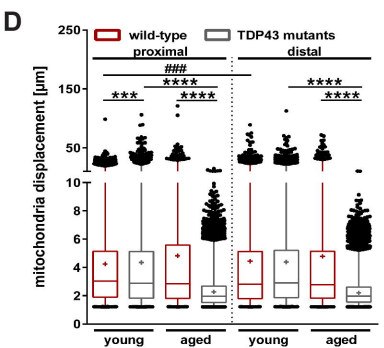 D
wild-type TDP43 mutants
proximal distal
mitochondria displacement [μm]
250
150
50
10
8
6
4
2
0
###
**** ****
*** **** ****
+ + + + + + + +
young aged young aged